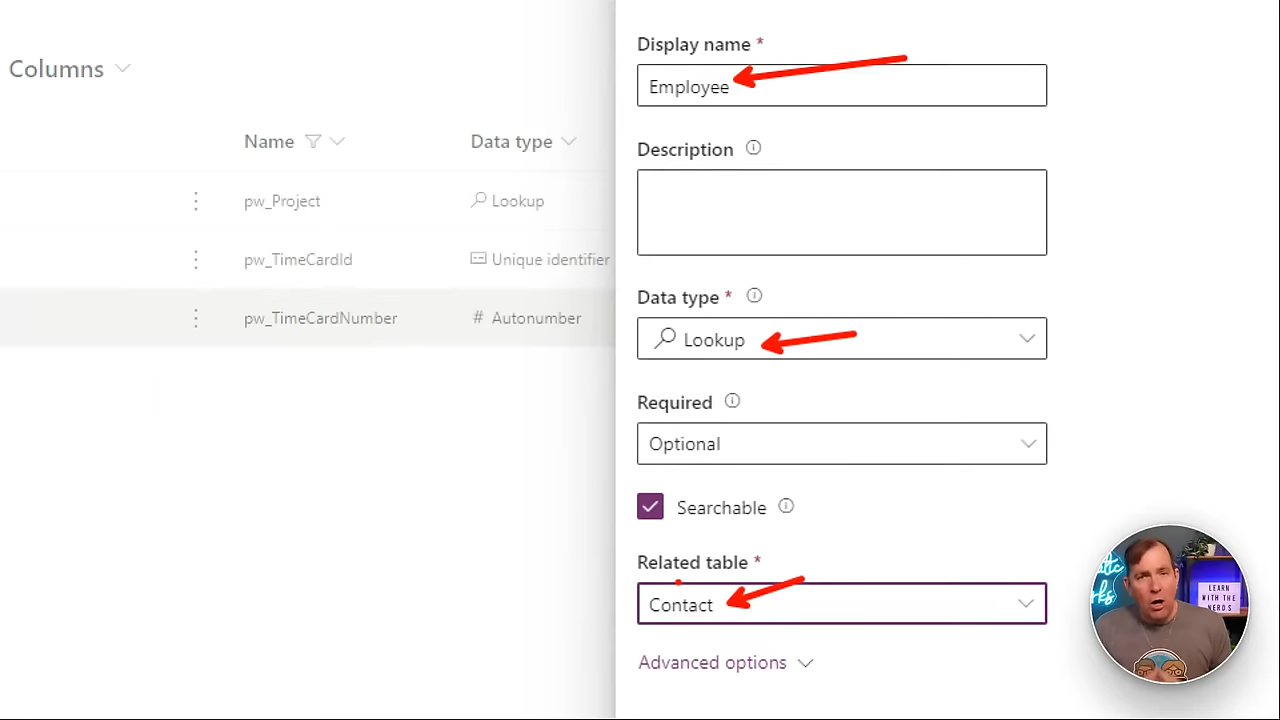 Columns
Name
Data type
pw_Project
Lookup
pw_TimeCardId
Unique identifier
pw_TimeCardNumber
# Autonumber
Display name *
Employee
Description
Data type *
Lookup
Required
Optional
Searchable
Related table *
Contact
Advanced options
LEARN
WITH THE
NERDS